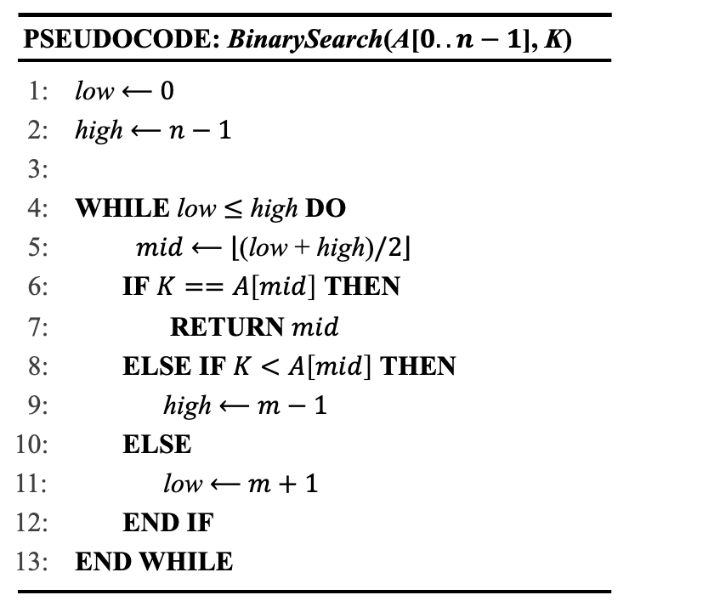 PSEUDOCODE: BinarySearch(A[0..n − 1], K)
1: low ← 0
2: high ← n − 1
3:
4: WHILE low ≤ high DO
5: mid ← ⌊(low + high)/2⌋
6: IF K == A[mid] THEN
7: RETURN mid
8: ELSE IF K < A[mid] THEN
9: high ← m − 1
10: ELSE
11: low ← m + 1
12: END IF
13: END WHILE